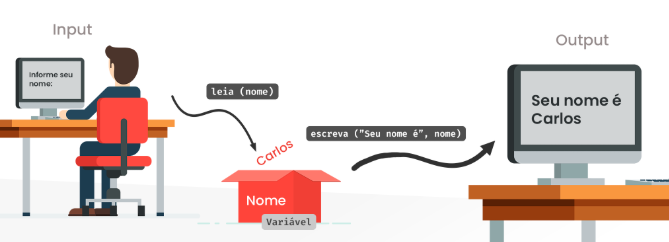 Input
Output
Informe seu
nome:
leia (nome)
Seu nome é
Carlos
escreva ("Seu nome é", nome)
Carlos
Nome
Variável